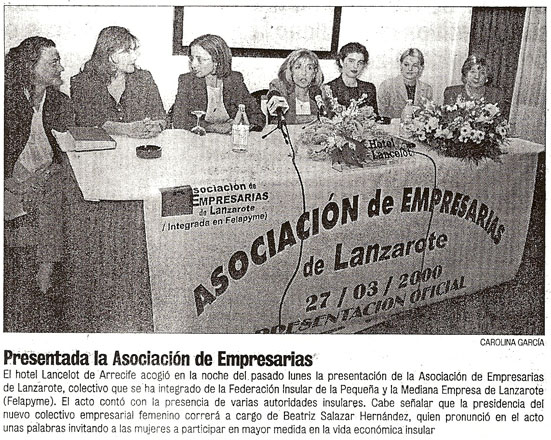 Hotel
Lancelot
Asociación de
EMPRESARIAS
de Lanzarote
(Integrada en Felapyme)
ASOCIACIÓN de EMPRESARIAS
de Lanzarote
27 / 03 / 2000
PRESENTACIÓN OFICIAL
CAROLINA GARCÍA
Presentada la Asociación de Empresarias
El hotel Lancelot de Arrecife acogió en la noche del pasado lunes la presentación de la Asociación de Empresarias
de Lanzarote, colectivo que se ha integrado de la Federación Insular de la Pequeña y la Mediana Empresa de Lanzarote
(Felapyme). El acto contó con la presencia de varias autoridades insulares. Cabe señalar que la presidencia del
nuevo colectivo empresarial femenino correrá a cargo de Beatriz Salazar Hernández, quien pronunció en el acto
unas palabras invitando a las mujeres a participar en mayor medida en la vida económica insular